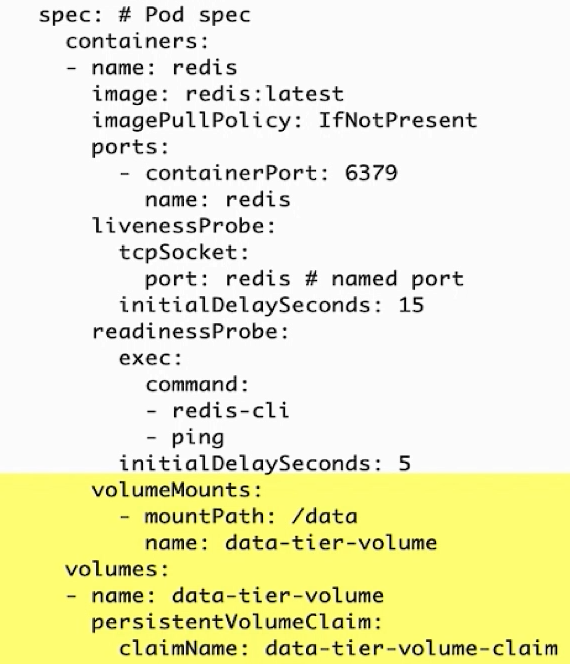 spec: # Pod spec
  containers:
  - name: redis
    image: redis:latest
    imagePullPolicy: IfNotPresent
    ports:
      - containerPort: 6379
        name: redis
    livenessProbe:
      tcpSocket:
        port: redis # named port
      initialDelaySeconds: 15
    readinessProbe:
      exec:
        command:
        - redis-cli
        - ping
      initialDelaySeconds: 5
    volumeMounts:
      - mountPath: /data
        name: data-tier-volume
  volumes:
  - name: data-tier-volume
    persistentVolumeClaim:
      claimName: data-tier-volume-claim